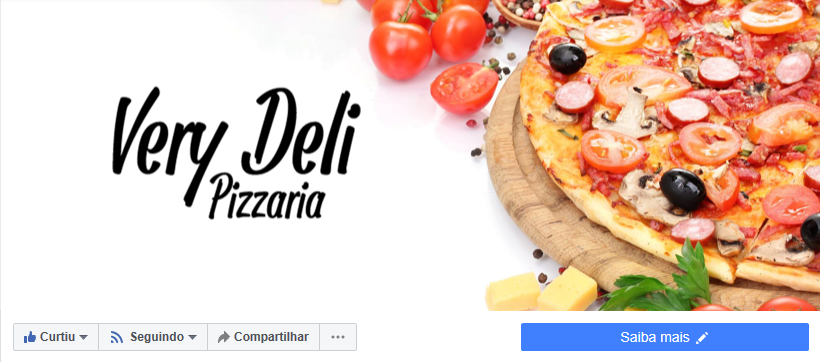 Very Deli
Pizzaria
Curtiu Seguindo Compartilhar ... Saiba mais